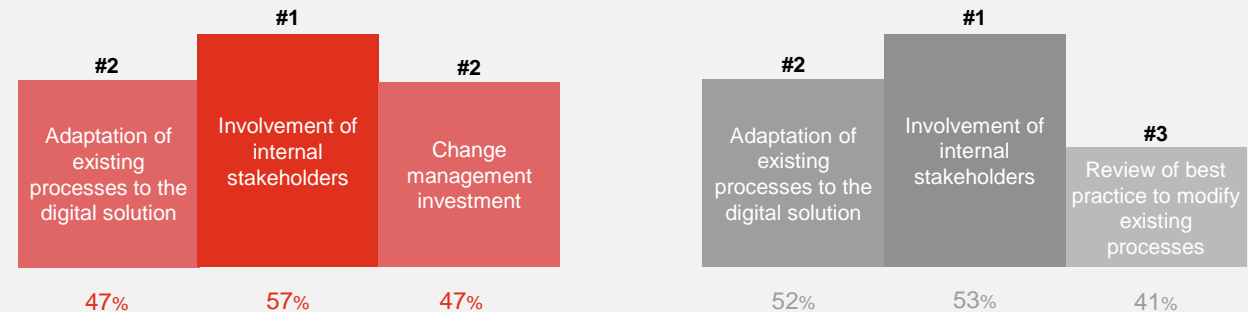 #1
#2
#2
Adaptation of
existing
processes to the
digital solution
Involvement of
internal
stakeholders
Change
management
investment
47%
57%
47%
#1
#2
#3
Adaptation of
existing
processes to the
digital solution
Involvement of
internal
stakeholders
Review of best
practice to modify
existing
processes
52%
53%
41%